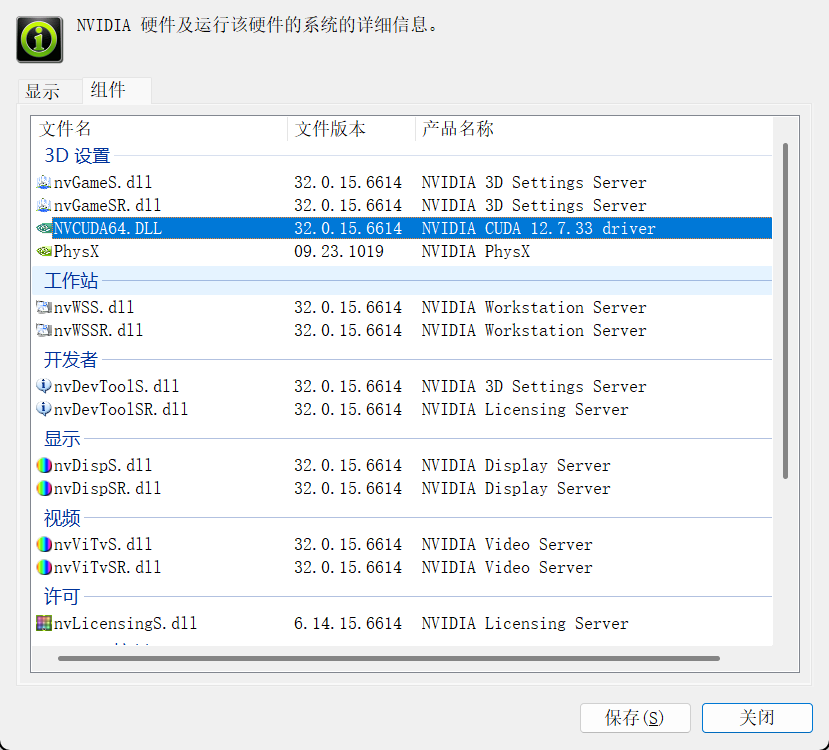 NVIDIA 硬件及运行该硬件的系统的详细信息。
显示 组件
文件名 文件版本 产品名称
3D 设置
nvGameS.dll 32.0.15.6614 NVIDIA 3D Settings Server
nvGameSR.dll 32.0.15.6614 NVIDIA 3D Settings Server
NVCUDA64.DLL 32.0.15.6614 NVIDIA CUDA 12.7.33 driver
PhysX 09.23.1019 NVIDIA PhysX
工作站
nvWSS.dll 32.0.15.6614 NVIDIA Workstation Server
nvWSSR.dll 32.0.15.6614 NVIDIA Workstation Server
开发者
nvDevToolS.dll 32.0.15.6614 NVIDIA 3D Settings Server
nvDevToolSR.dll 32.0.15.6614 NVIDIA Licensing Server
显示
nvDispS.dll 32.0.15.6614 NVIDIA Display Server
nvDispSR.dll 32.0.15.6614 NVIDIA Display Server
视频
nvViTvS.dll 32.0.15.6614 NVIDIA Video Server
nvViTvSR.dll 32.0.15.6614 NVIDIA Video Server
许可
nvLicensingS.dll 6.14.15.6614 NVIDIA Licensing Server
保存(S) 关闭